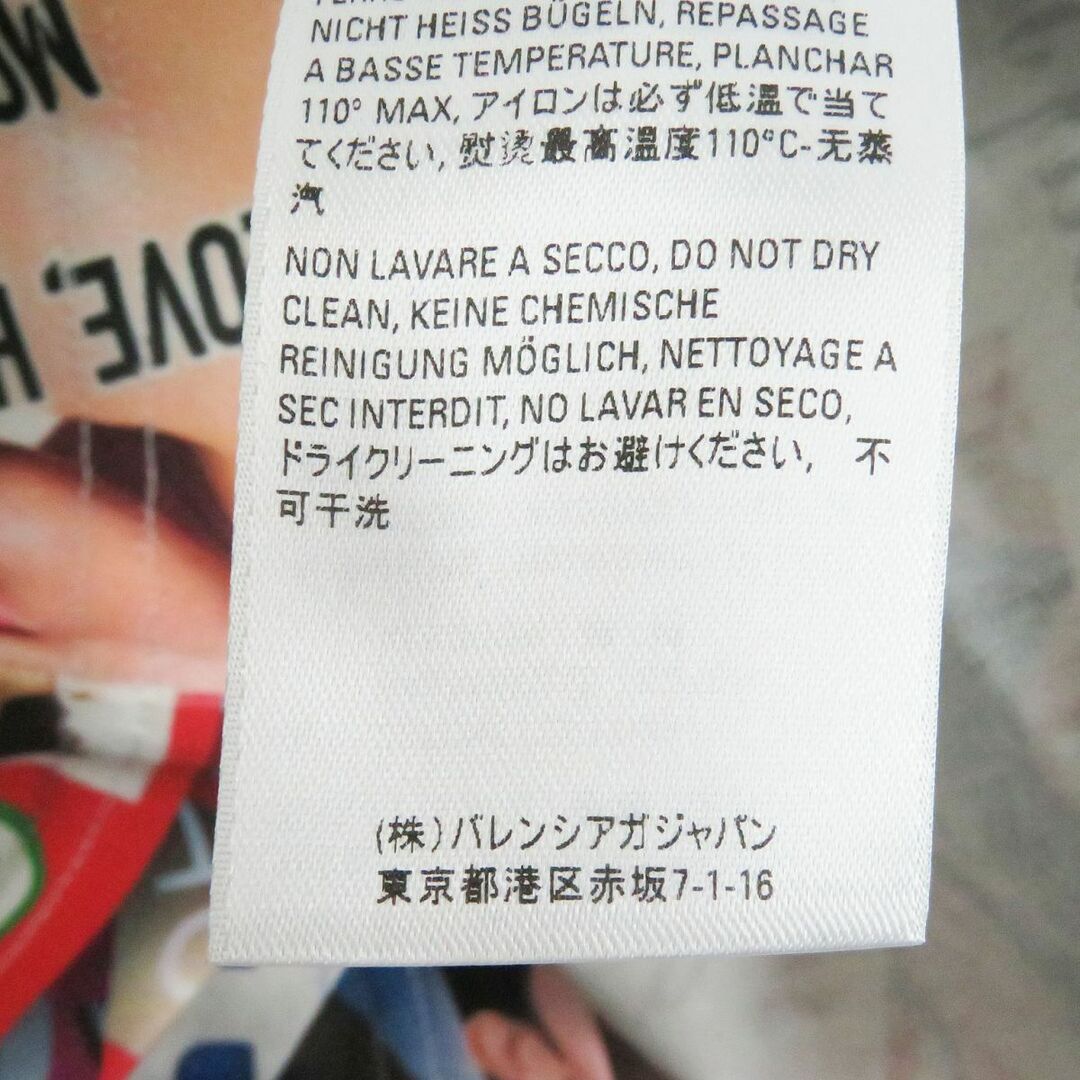 NICHT HEISS BÜGELN, REPASSAGE
A BASSE TEMPERATURE, PLANCHAR
110° MAX, アイロンは必ず低温で当て
てください, 熨烫最高温度110°C-无蒸
汽
NON LAVARE A SECCO, DO NOT DRY
CLEAN, KEINE CHEMISCHE
REINIGUNG MÖGLICH, NETTOYAGE A
SEC INTERDIT, NO LAVAR EN SECO,
ドライクリーニングはお避けください, 不
可干洗
(株)バレンシアガジャパン
東京都港区赤坂7-1-16